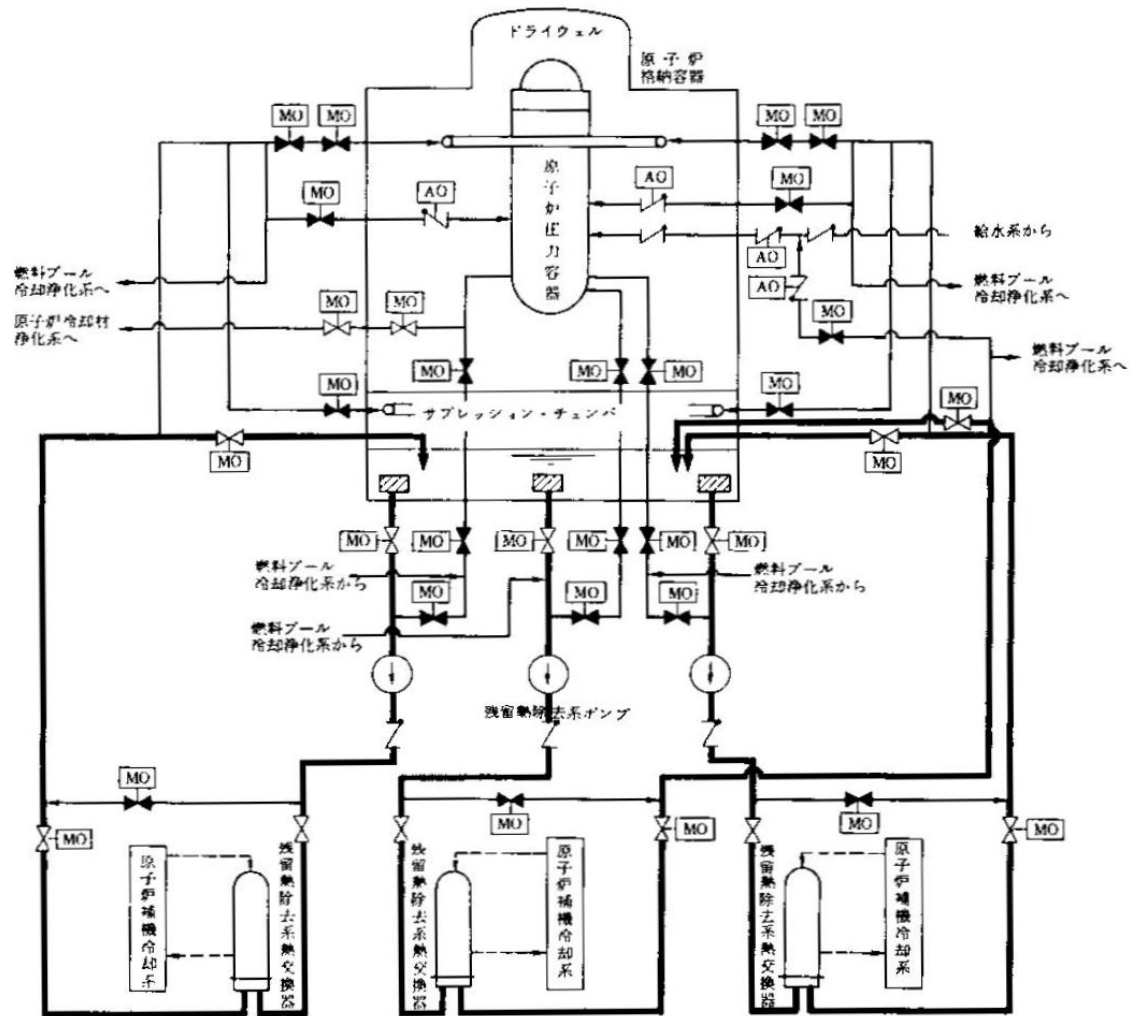 ドライウェル
原子炉
格納容器
MO
MO
MO
MO
MO
AO
AO
MO
原子炉圧力容器
給水系から
AO
AO
燃料プール
冷却浄化系へ
燃料プール
冷却浄化系へ
原子炉冷却材
浄化系へ
MO
MO
MO
燃料プール
冷却浄化系へ
MO
MO
MO
MO
MO
MO
サプレッション・チェンバ
MO
MO
MO
MO
MO
MO
MO
MO
燃料プール
冷却浄化系から
燃料プール
冷却浄化系から
MO
MO
MO
燃料プール
冷却浄化系から
残留熱除去系ポンプ
MO
MO
MO
MO
MO
MO
原子炉補機冷却系
残留熱除去系熱交換器
残留熱除去系熱交換器
原子炉補機冷却系
残留熱除去系熱交換器
原子炉補機冷却系